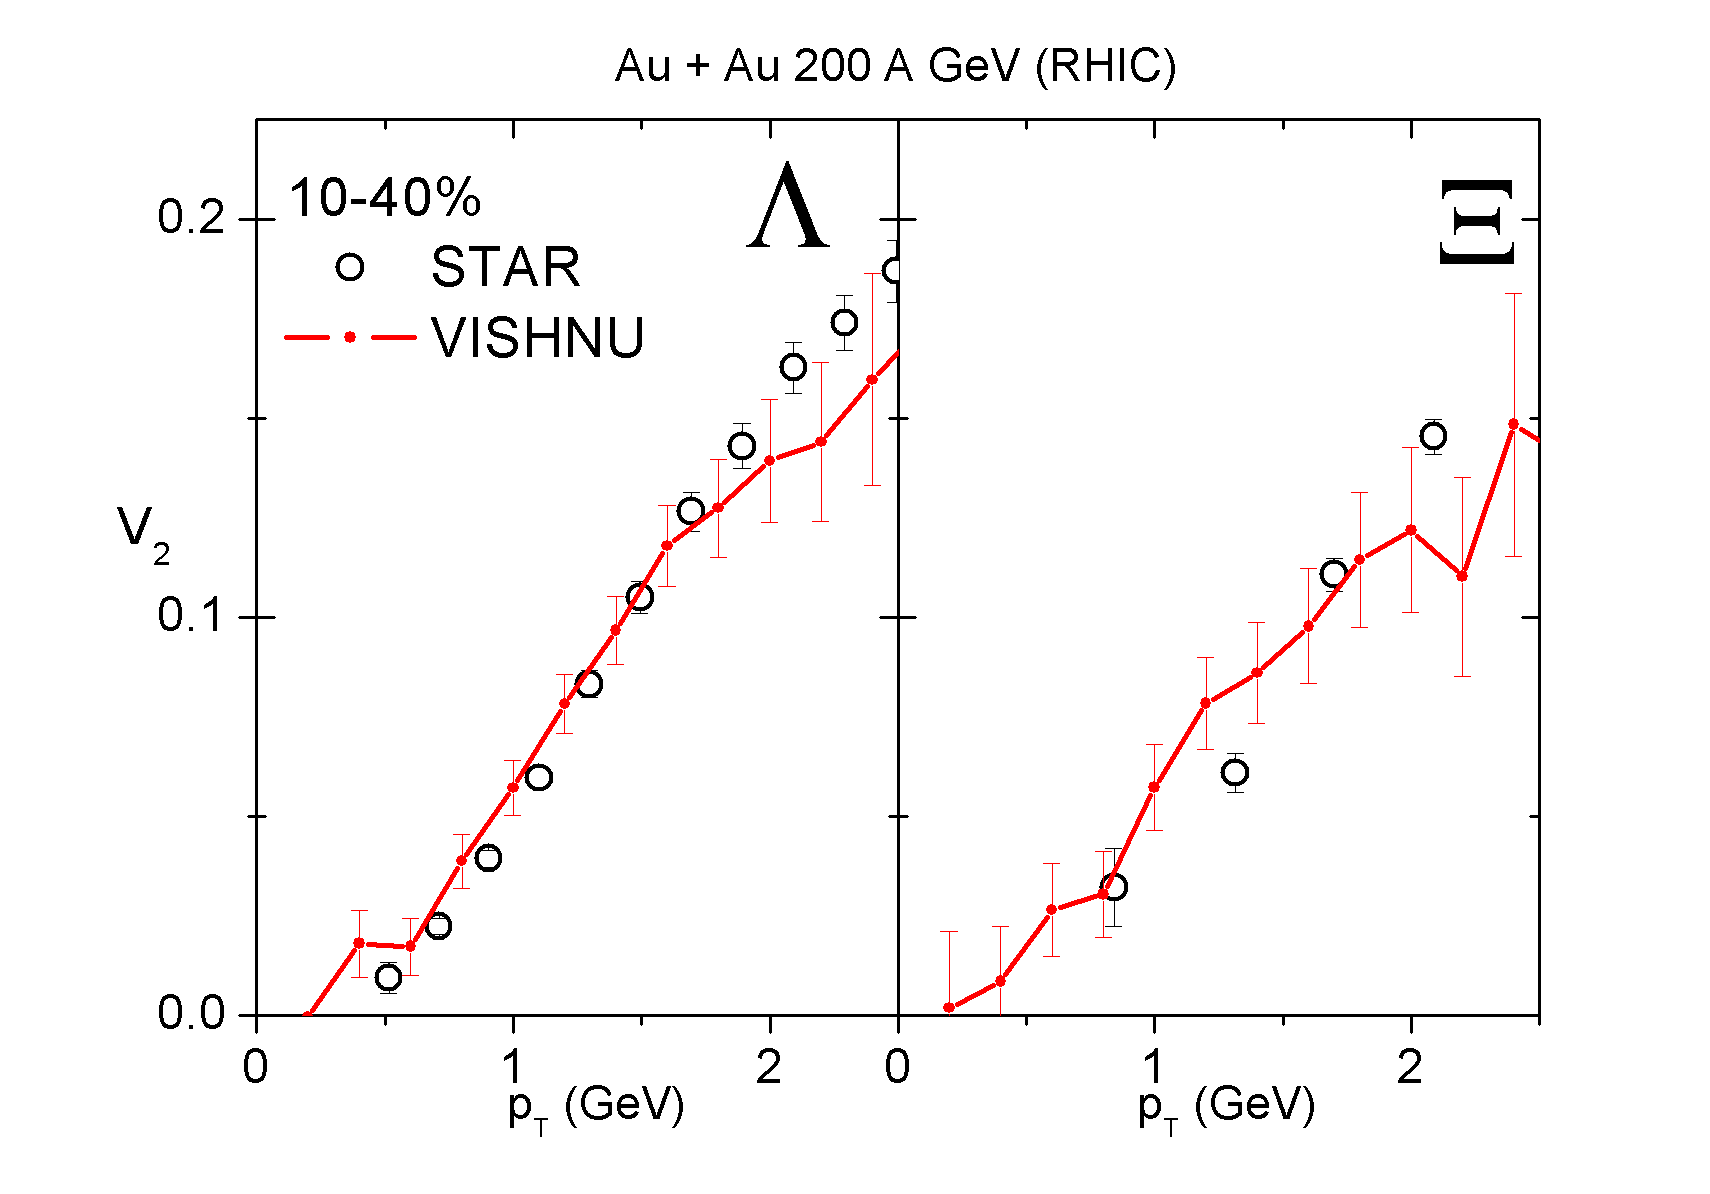 Au + Au 200 A GeV (RHIC)
10-40%
Λ
Ξ
STAR
VISHNU
0.2
V2
0.1
0.0
0 1 2 0 1 2
pT (GeV) pT (GeV)